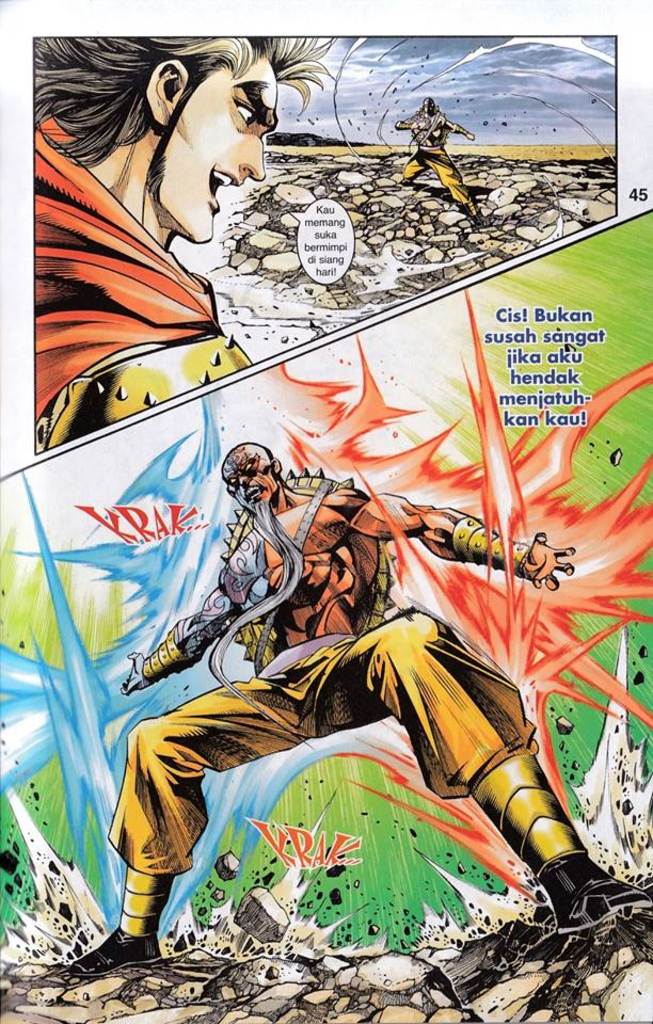 45
Kau
memang
suka
bermimpi
di siang
hari!
Cis! Bukan
susah sangat
jika aku
hendak
menjatuh-
kan kau!
KRAK...
KRAK...